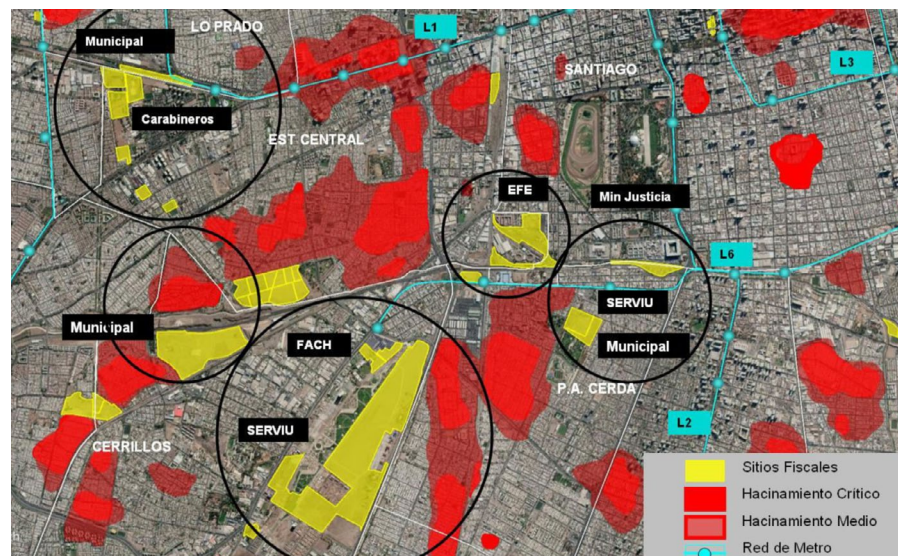 LO PRADO
Municipal
L1
L3
SANTIAGO
Carabineros
EST CENTRAL
EFE
Min Justicia
L6
SERVIU
Municipal
FACH
Municipal
P.A. CERDA
L2
SERVIU
CERRILLOS
Sitios Fiscales
Hacinamiento Crítico
Hacinamiento Medio
Red de Metro